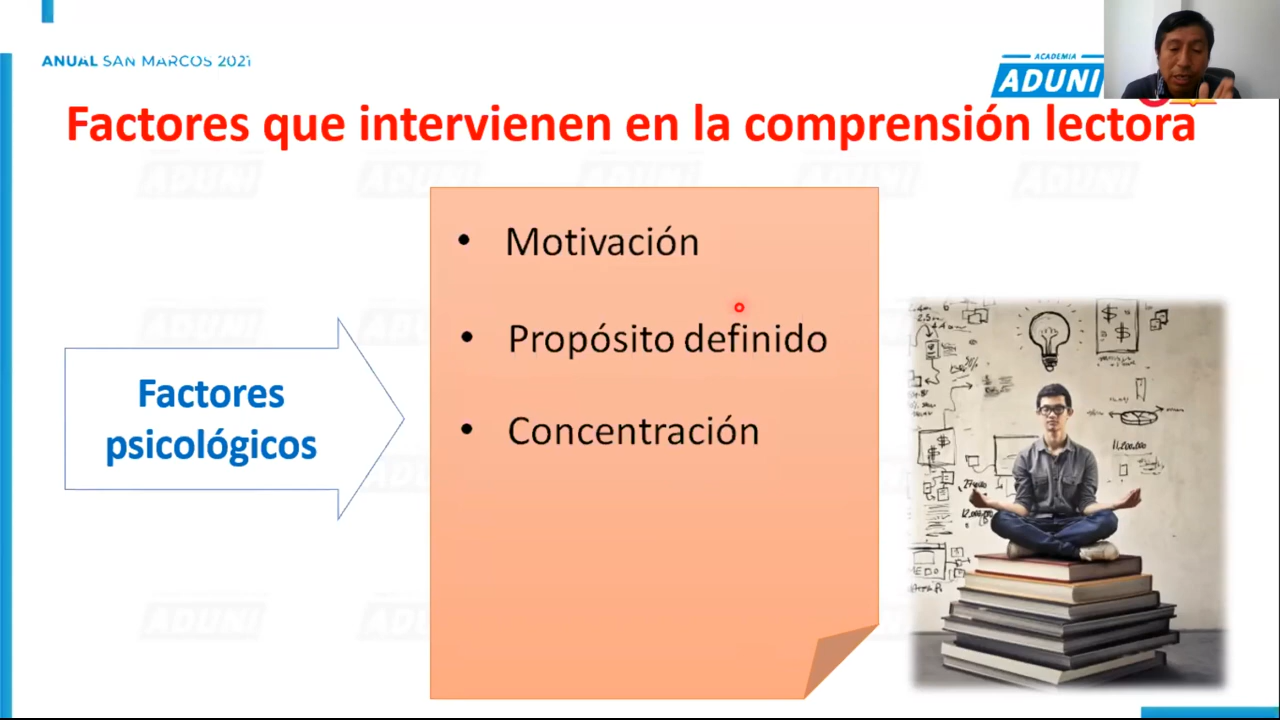 ANUAL SAN MARCOS 2021
ACADEMIA
ADUNI
Factores que intervienen en la comprensión lectora
• Motivación
• Propósito definido
• Concentración
Factores
psicológicos